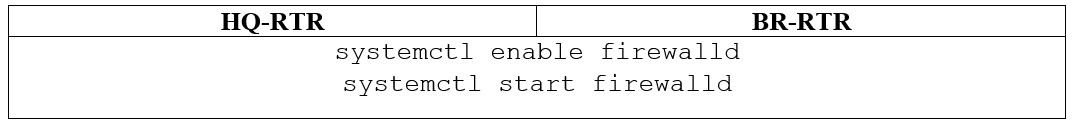 HQ-RTR BR-RTR
systemctl enable firewalld
systemctl start firewalld